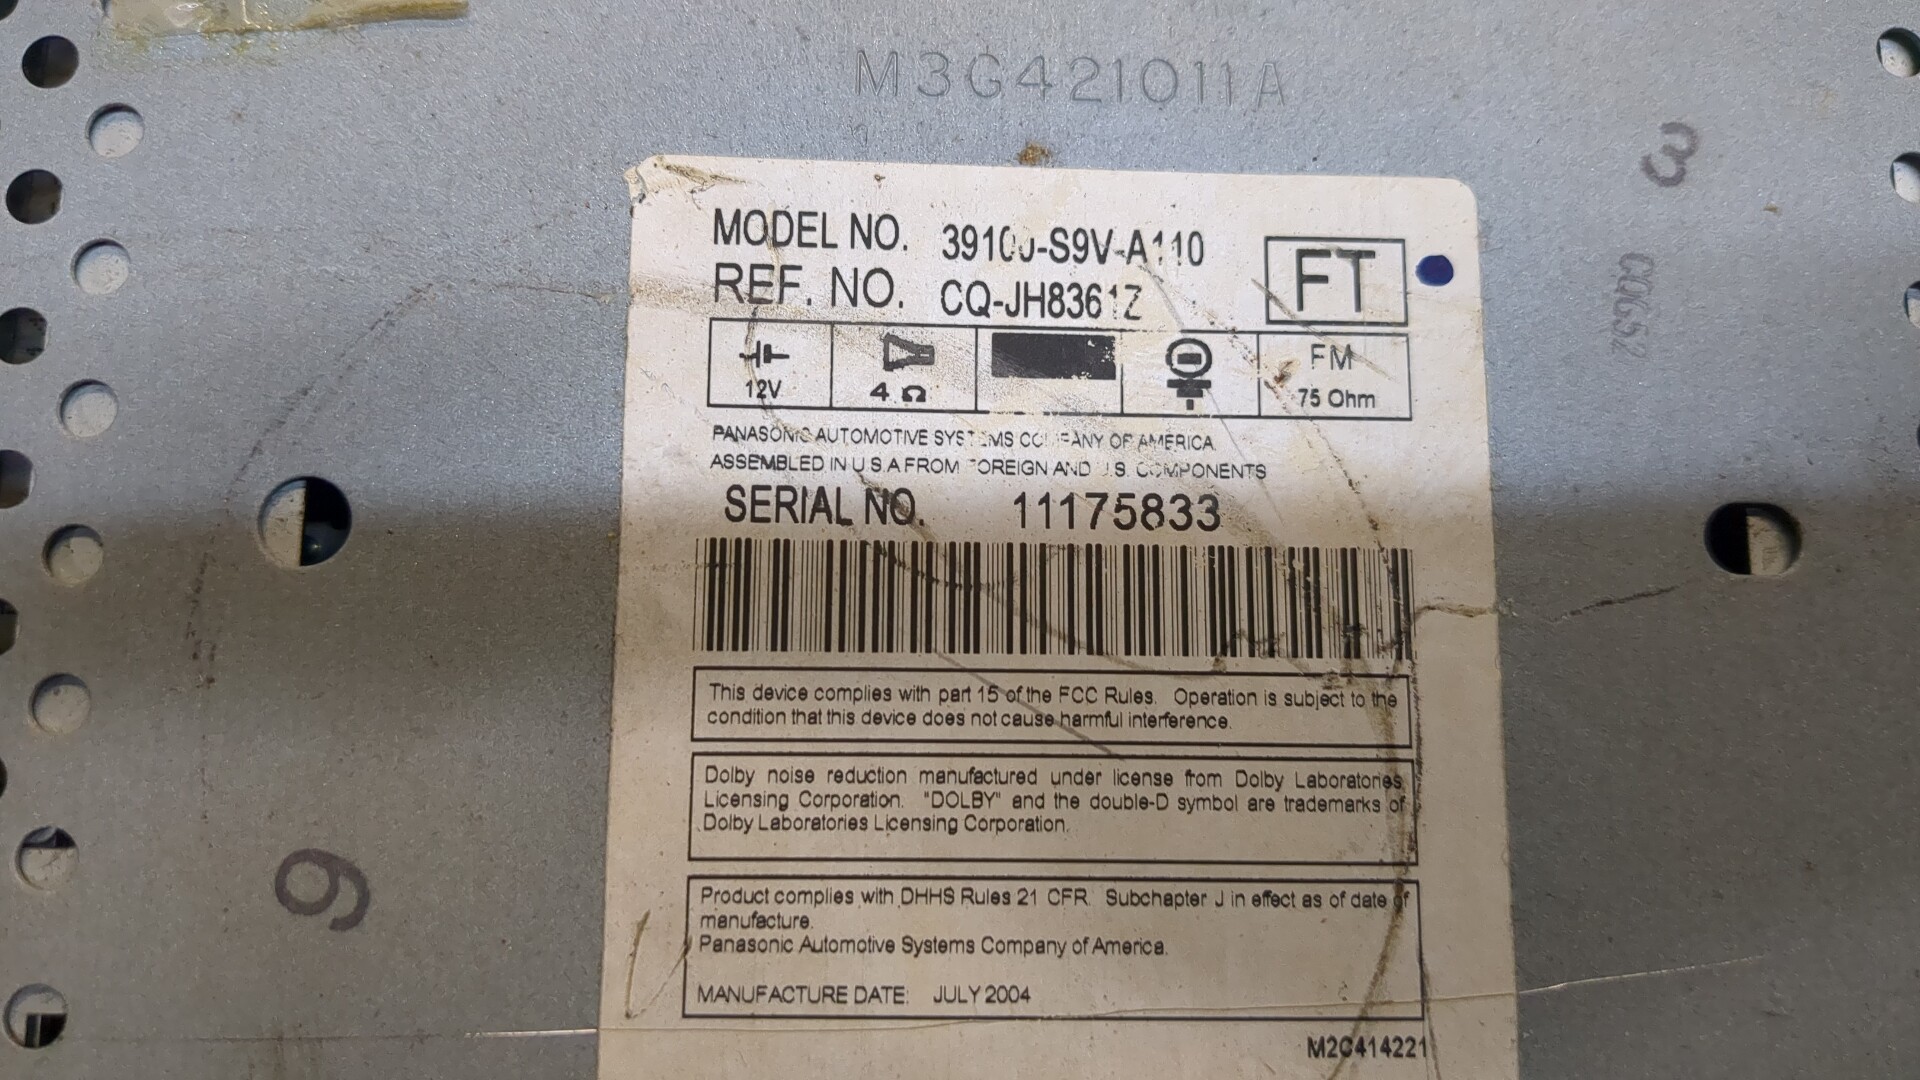 M3G421011A
3
MODEL NO. 39100-S9V-A110
REF. NO. CQ-JH8361Z
FT
12V
4 Ω
FM
75 Ohm
PANASONIC AUTOMOTIVE SYSTEMS COMPANY OF AMERICA
ASSEMBLED IN U S A FROM FOREIGN AND U.S. COMPONENTS
SERIAL NO. 11175833
This device complies with part 15 of the FCC Rules. Operation is subject to the
condition that this device does not cause harmful interference.
Dolby noise reduction manufactured under license from Dolby Laboratories
Licensing Corporation. "DOLBY" and the double-D symbol are trademarks of
Dolby Laboratories Licensing Corporation.
9
Product complies with DHHS Rules 21 CFR Subchapter J in effect as of date of
manufacture.
Panasonic Automotive Systems Company of America.
MANUFACTURE DATE: JULY 2004
M2C414221